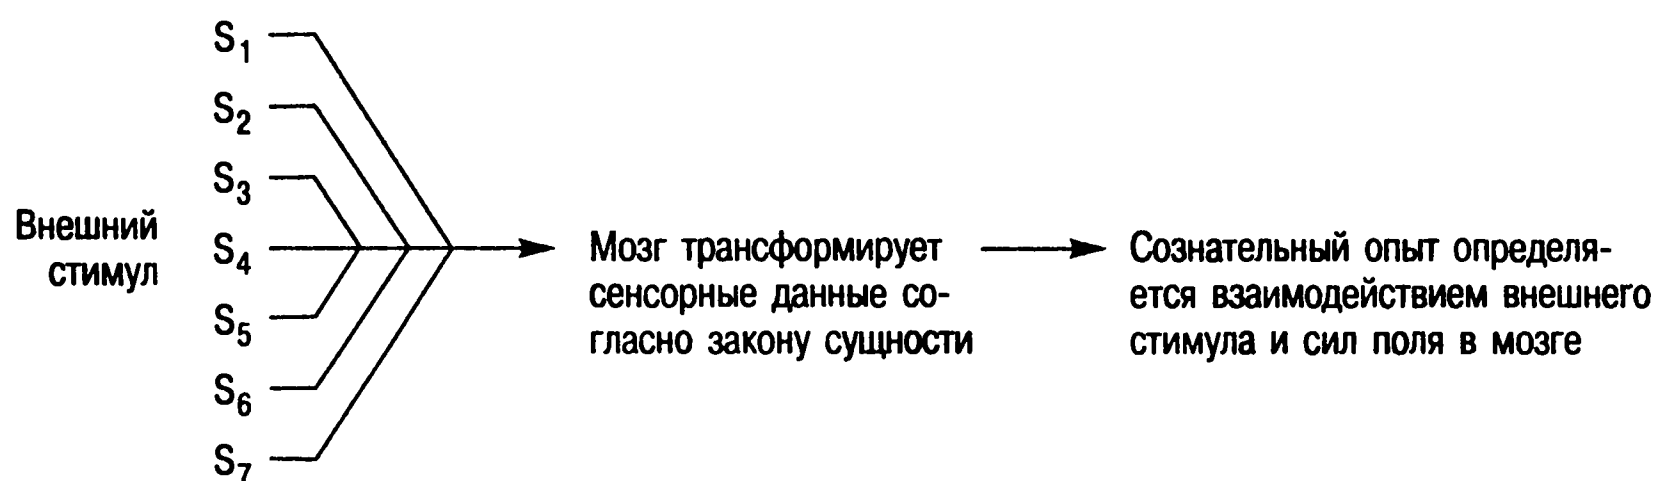 S₁
S₂
S₃
Внешний
стимул
S₄
S₅
S₆
S₇
Мозг трансформирует
сенсорные данные со-
гласно закону сущности
Сознательный опыт определя-
ется взаимодействием внешнего
стимула и сил поля в мозге